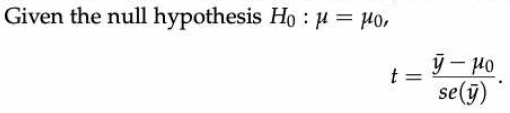 Given the null hypothesis H₀ : μ = μ₀,
t = ȳ − μ₀ / se(ȳ) .